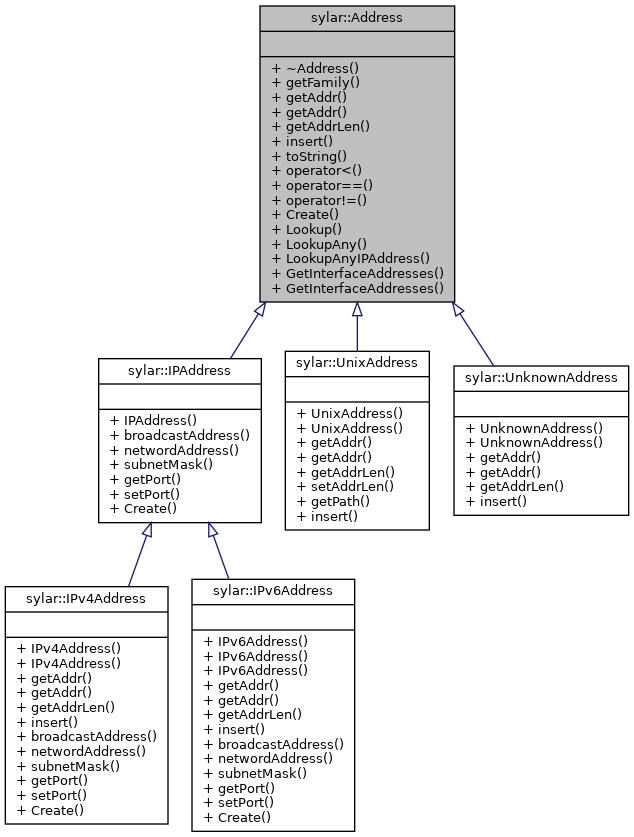 sylar::Address
+ ~Address()
+ getFamily()
+ getAddr()
+ getAddr()
+ getAddrLen()
+ insert()
+ toString()
+ operator<()
+ operator==()
+ operator!=()
+ Create()
+ Lookup()
+ LookupAny()
+ LookupAnyIPAddress()
+ GetInterfaceAddresses()
+ GetInterfaceAddresses()
sylar::IPAddress
+ IPAddress()
+ broadcastAddress()
+ networdAddress()
+ subnetMask()
+ getPort()
+ setPort()
+ Create()
sylar::UnixAddress
+ UnixAddress()
+ UnixAddress()
+ getAddr()
+ getAddr()
+ getAddrLen()
+ setAddrLen()
+ getPath()
+ insert()
sylar::UnknownAddress
+ UnknownAddress()
+ UnknownAddress()
+ getAddr()
+ getAddr()
+ getAddrLen()
+ insert()
sylar::IPv4Address
+ IPv4Address()
+ IPv4Address()
+ getAddr()
+ getAddr()
+ getAddrLen()
+ insert()
+ broadcastAddress()
+ networdAddress()
+ subnetMask()
+ getPort()
+ setPort()
+ Create()
sylar::IPv6Address
+ IPv6Address()
+ IPv6Address()
+ IPv6Address()
+ getAddr()
+ getAddr()
+ getAddrLen()
+ insert()
+ broadcastAddress()
+ networdAddress()
+ subnetMask()
+ getPort()
+ setPort()
+ Create()